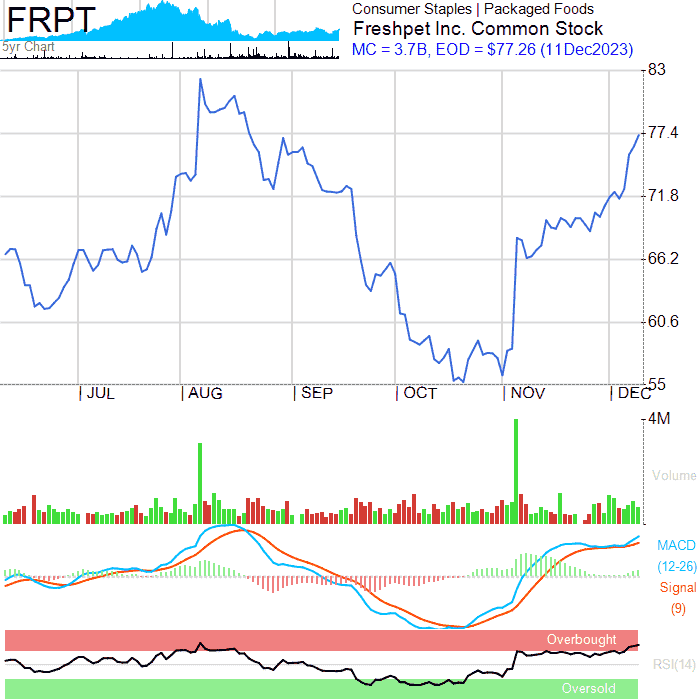 FRPT
5yr Chart
Consumer Staples | Packaged Foods
Freshpet Inc. Common Stock
MC = 3.7B, EOD = $77.26 (11Dec2023)
83
77.4
71.8
66.2
60.6
55
JUL
AUG
SEP
OCT
NOV
DEC
4M
Volume
MACD
(12-26)
Signal
(9)
Overbought
RSI(14)
Oversold